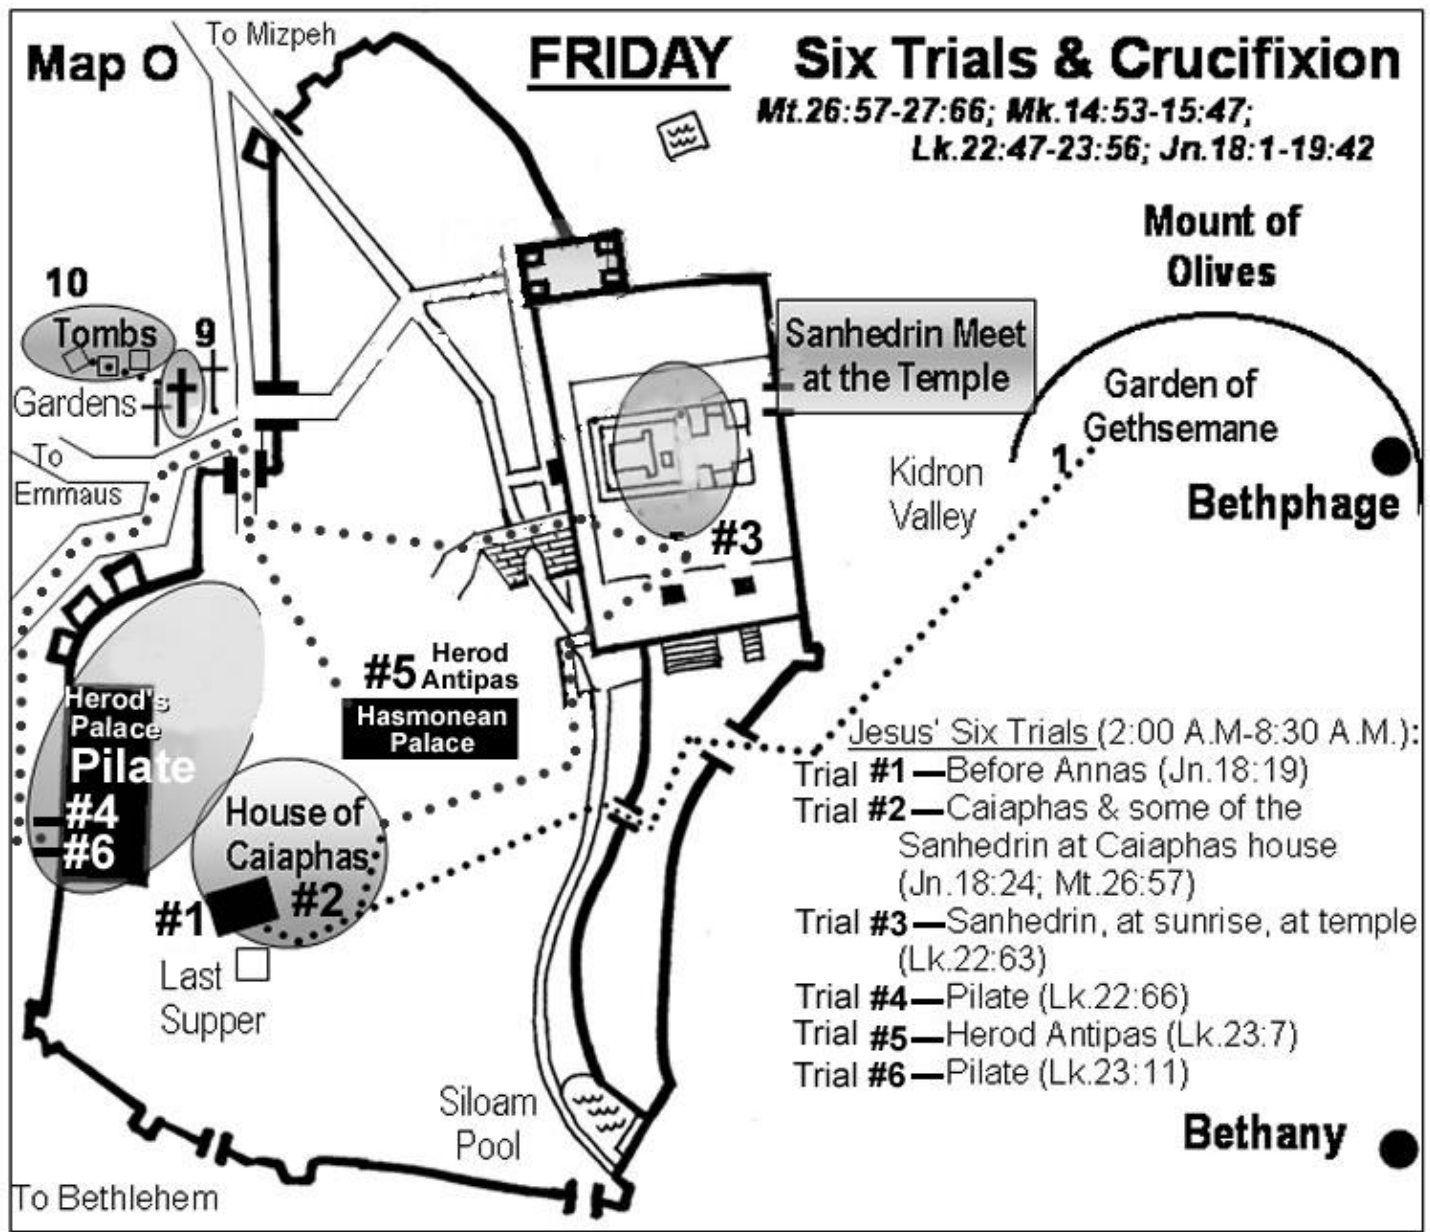 Map O
To Mizpeh
FRIDAY
Six Trials & Crucifixion
Mt.26:57-27:66; Mk.14:53-15:47;
Lk.22:47-23:56; Jn.18:1-19:42
Mount of
Olives
10
Tombs
9
Gardens
Sanhedrin Meet
at the Temple
Garden of
Gethsemane
1
To
Emmaus
Kidron
Valley
Bethphage
#3
#5 Herod
Antipas
Hasmonean
Palace
Herod's
Palace
Pilate
#4
#6
House of
Caiaphas
#1
#2
Last
Supper
Jesus' Six Trials (2:00 A.M-8:30 A.M.):
Trial #1—Before Annas (Jn.18:19)
Trial #2—Caiaphas & some of the
Sanhedrin at Caiaphas house
(Jn.18:24; Mt.26:57)
Trial #3—Sanhedrin, at sunrise, at temple
(Lk.22:63)
Trial #4—Pilate (Lk.22:66)
Trial #5—Herod Antipas (Lk.23:7)
Trial #6—Pilate (Lk.23:11)
Siloam
Pool
Bethany
To Bethlehem